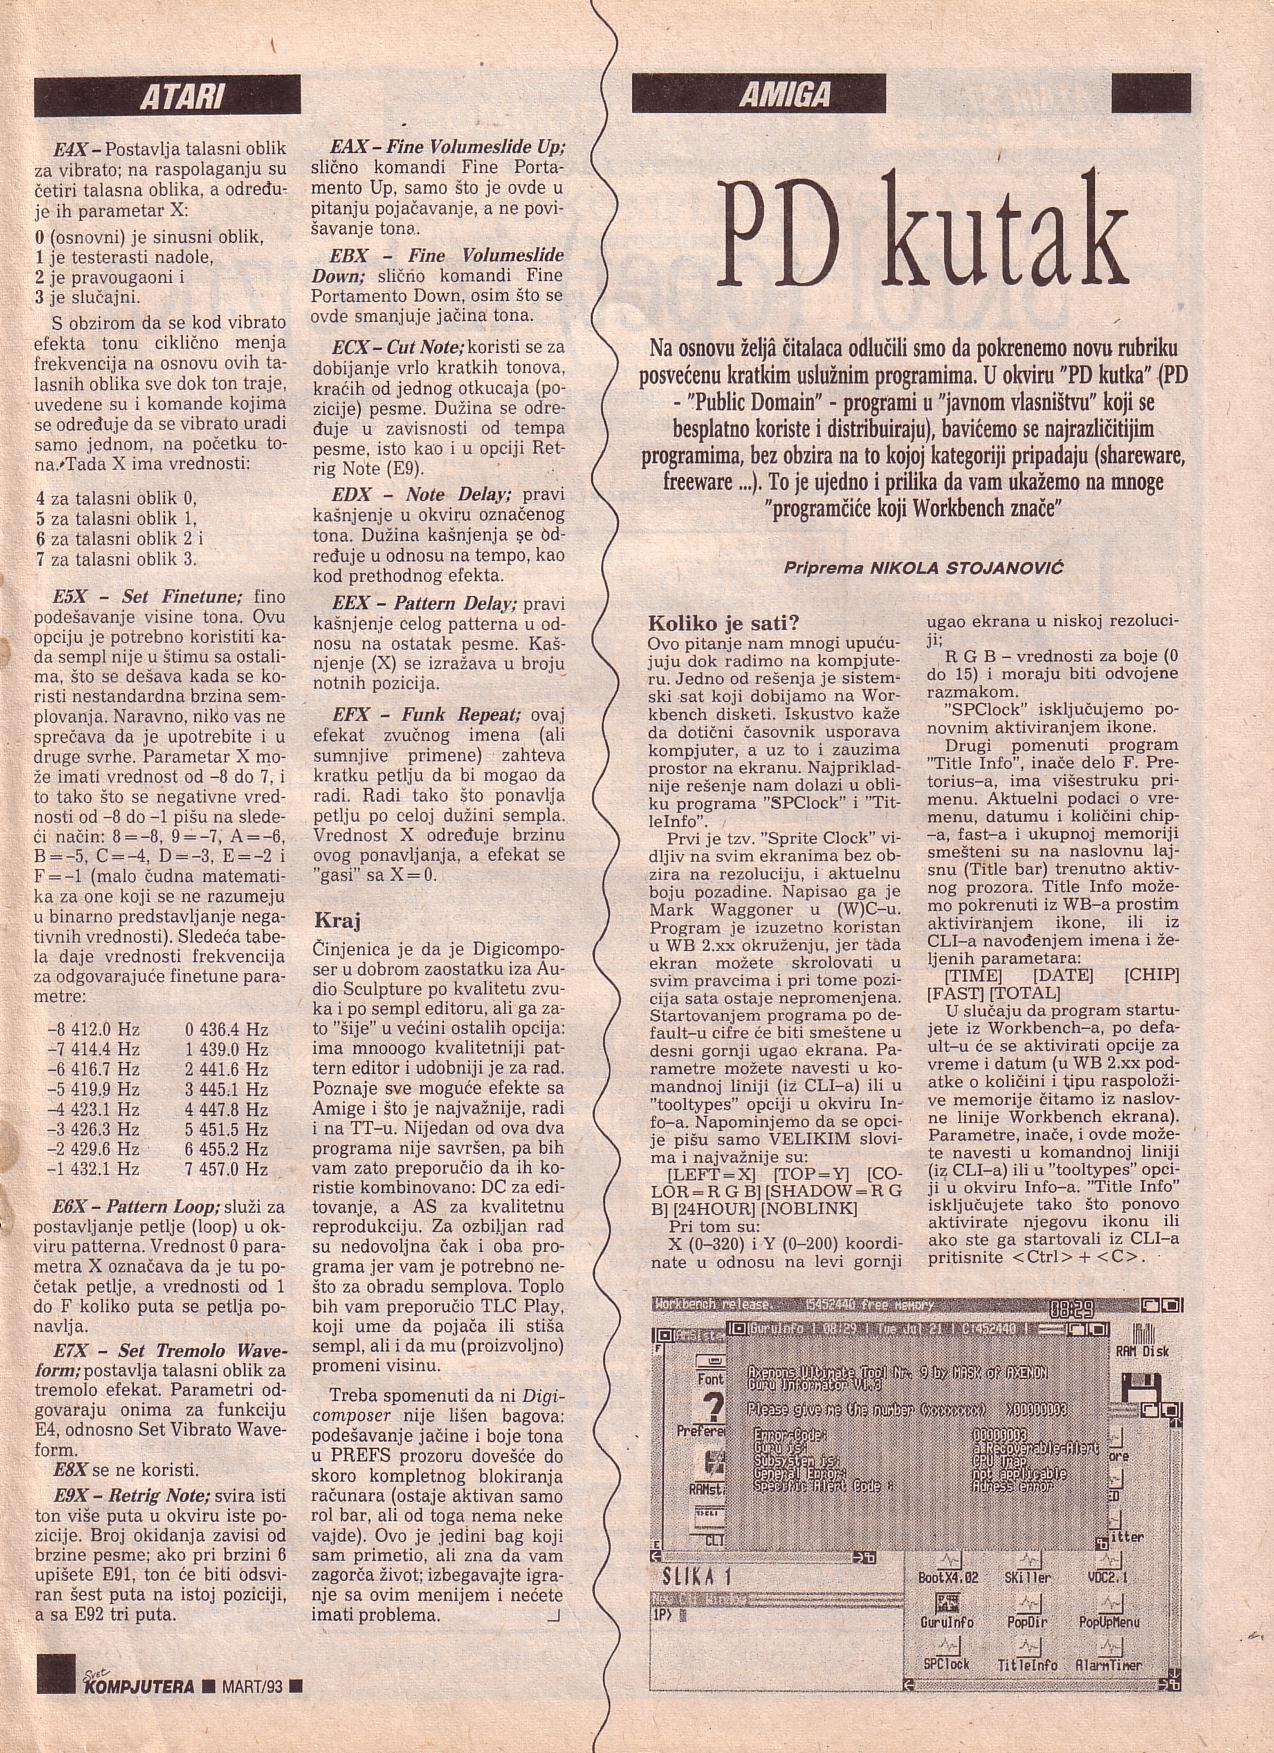 ATARI
E4X – Postavlja talasni oblik
za vibrato; na raspolaganju su
četiri talasna oblika, a određu-
je ih parametar X:
0 (osnovni) je sinusni oblik,
1 je testerasti nadole,
2 je pravougaoni i
3 je slučajni.
S obzirom da se kod vibrato
efekta tonu ciklično menja
frekvencija na osnovu ovih ta-
lasnih oblika sve dok ton traje,
uvedene su i komande kojima
se određuje da se vibrato uradi
samo jednom, na početku to-
na. Tada X ima vrednosti:
4 za talasni oblik 0,
5 za talasni oblik 1,
6 za talasni oblik 2 i
7 za talasni oblik 3.
E5X – Set Finetune; fino
podešavanje visine tona. Ovu
opciju je potrebno koristiti ka-
da sempl nije u štimu sa ostali-
ma, što se dešava kada se ko-
risti nestandardna brzina sem-
plovanja. Naravno, niko vas ne
sprečava da je upotrebite i u
druge svrhe. Parametar X mo-
že imati vrednost od –8 do 7, i
to tako što se negativne vred-
nosti od –8 do –1 pišu na slede-
ći način: 8=–8, 9=–7, A=–6,
B=–5, C=–4, D=–3, E=–2 i
F=–1 (malo čudna matemati-
ka za one koji se ne razumeju
u binarno predstavljanje nega-
tivnih vrednosti). Sledeća tabe-
la daje vrednosti frekvencija
za odgovarajuće finetune para-
metre:
–8 412.0 Hz 0 436.4 Hz
–7 414.4 Hz 1 439.0 Hz
–6 416.7 Hz 2 441.6 Hz
–5 419.9 Hz 3 445.1 Hz
–4 423.1 Hz 4 447.8 Hz
–3 426.3 Hz 5 451.5 Hz
–2 429.6 Hz 6 455.2 Hz
–1 432.1 Hz 7 457.0 Hz
E6X – Pattern Loop; služi za
postavljanje petlje (loop) u ok-
viru patterna. Vrednost 0 para-
metra X označava da je tu po-
četak petlje, a vrednosti od 1
do F koliko puta se petlja po-
navlja.
E7X – Set Tremolo Wave-
form; postavlja talasni oblik za
tremolo efekat. Parametri od-
govaraju onima za funkciju
E4, odnosno Set Vibrato Wave-
form.
E8X se ne koristi.
E9X – Retrig Note; svira isti
ton više puta u okviru iste po-
zicije. Broj okidanja zavisi od
brzine pesme; ako pri brzini 6
upišete E91, ton će biti odsvi-
ran šest puta na istoj poziciji,
a sa E92 tri puta.
EAX – Fine Volumeslide Up;
slično komandi Fine Porta-
mento Up, samo što je ovde u
pitanju pojačavanje, a ne povi-
šavanje tona.
EBX – Fine Volumeslide
Down; slično komandi Fine
Portamento Down, osim što se
ovde smanjuje jačina tona.
ECX – Cut Note; koristi se za
dobijanje vrlo kratkih tonova,
kraćih od jednog otkucaja (po-
zicije) pesme. Dužina se odre-
đuje u zavisnosti od tempa
pesme, isto kao i u opciji Ret-
rig Note (E9).
EDX – Note Delay; pravi
kašnjenje u okviru označenog
tona. Dužina kašnjenja se od-
ređuje u odnosu na tempo, kao
kod prethodnog efekta.
EEX – Pattern Delay; pravi
kašnjenje celog patterna u od-
nosu na ostatak pesme. Kaš-
njenje (X) se izražava u broju
notnih pozicija.
EFX – Funk Repeat; ovaj
efekat zvučnog imena (ali
sumnjive primene) zahteva
kratku petlju da bi mogao da
radi. Radi tako što ponavlja
petlju po celoj dužini sempla.
Vrednost X određuje brzinu
ovog ponavljanja, a efekat se
"gasi" sa X=0.
Kraj
Činjenica je da je Digicompo-
ser u dobrom zaostatku iza Au-
dio Sculpture po kvalitetu zvu-
ka i po sempl editoru, ali ga za-
to "šije" u većini ostalih opcija:
ima mnooogo kvalitetniji pat-
tern editor i udobniji je za rad.
Poznaje sve moguće efekte sa
Amige i što je najvažnije, radi
i na TT-u. Nijedan od ova dva
programa nije savršen, pa bih
vam zato preporučio da ih ko-
ristie kombinovano: DC za edi-
tovanje, a AS za kvalitetnu
reprodukciju. Za ozbiljan rad
su nedovoljna čak i oba pro-
grama jer vam je potrebno ne-
što za obradu semplova. Toplo
bih vam preporučio TLC Play,
koji ume da pojača ili stiša
sempl, ali i da mu (proizvoljno)
promeni visinu.
Treba spomenuti da ni Digi-
composer nije lišen bagova:
podešavanje jačine i boje tona
u PREFS prozoru dovešće do
skoro kompletnog blokiranja
računara (ostaje aktivan samo
rol bar, ali od toga nema neke
vajde). Ovo je jedini bag koji
sam primetio, ali zna da vam
zagorča život; izbegavajte igra-
nje sa ovim menijem i nećete
imati problema.
Svet
KOMPJUTERA ■ MART/93 ■
AMIGA
PD kutak
Na osnovu željâ čitalaca odlučili smo da pokrenemo novu rubriku
posvećenu kratkim uslužnim programima. U okviru "PD kutka" (PD
- "Public Domain" - programi u "javnom vlasništvu" koji se
besplatno koriste i distribuiraju), bavićemo se najrazličitijim
programima, bez obzira na to kojoj kategoriji pripadaju (shareware,
freeware ...). To je ujedno i prilika da vam ukažemo na mnoge
"programčiće koji Workbench znače"
Priprema NIKOLA STOJANOVIĆ
Koliko je sati?
Ovo pitanje nam mnogi upuću-
juju dok radimo na kompjute-
ru. Jedno od rešenja je sistem-
ski sat koji dobijamo na Wor-
kbench disketi. Iskustvo kaže
da dotični časovnik usporava
kompjuter, a uz to i zauzima
prostor na ekranu. Najpriklad-
nije rešenje nam dolazi u obli-
ku programa "SPClock" i "Tit-
leInfo".
Prvi je tzv. "Sprite Clock" vi-
dljiv na svim ekranima bez ob-
zira na rezoluciju, i aktuelnu
boju pozadine. Napisao ga je
Mark Waggoner u (W)C–u.
Program je izuzetno koristan
u WB 2.xx okruženju, jer tada
ekran možete skrolovati u
svim pravcima i pri tome pozi-
cija sata ostaje nepromenjena.
Startovanjem programa po de-
fault–u cifre će biti smeštene u
desni gornji ugao ekrana. Pa-
rametre možete navesti u ko-
mandnoj liniji (iz CLI–a) ili u
"tooltypes" opciji u okviru In-
fo–a. Napominjemo da se opci-
je pišu samo VELIKIM slovi-
ma i najvažnije su:
[LEFT=X] [TOP=Y] [CO-
LOR=R G B] [SHADOW=R G
B] [24HOUR] [NOBLINK]
Pri tom su:
X (0–320) i Y (0–200) koordi-
nate u odnosu na levi gornji
ugao ekrana u niskoj rezoluci-
ji;
R G B – vrednosti za boje (0
do 15) i moraju biti odvojene
razmakom.
"SPClock" isključujemo po-
novnim aktiviranjem ikone.
Drugi pomenuti program
"Title Info", inače delo F. Pre-
torius–a, ima višestruku pri-
menu. Aktuelni podaci o vre-
menu, datumu i količini chip-
–a, fast–a i ukupnoj memoriji
smešteni su na naslovnu laj-
snu (Title bar) trenutno aktiv-
nog prozora. Title Info može-
mo pokrenuti iz WB–a prostim
aktiviranjem ikone, ili iz
CLI–a navođenjem imena i že-
ljenih parametara:
[TIME] [DATE] [CHIP]
[FAST] [TOTAL]
U slučaju da program startu-
jete iz Workbench–a, po defa-
ult–u će se aktivirati opcije za
vreme i datum (u WB 2.xx pod-
atke o količini i tipu raspoloži-
ve memorije čitamo iz naslov-
ne linije Workbench ekrana).
Parametre, inače, i ovde može-
te navesti u komandnoj liniji
(iz CLI–a) ili u "tooltypes" opci-
ji u okviru Info–a. "Title Info"
isključujete tako što ponovo
aktivirate njegovu ikonu ili
ako ste ga startovali iz CLI–a
pritisnite <Ctrl> + <C>.
Workbench release. 15452440 free memory 08:29
GuruInfo | 08:29 | Tue Jul 21 |
RAM Disk
Font
Prefere
RAMst
CLI
Axenons Ultimate Tool Nr. 9 by MASK of AXENON
Guru Informator V1.3
Please give me the number (xxxxxxxx) >00000003
Error-Code: 00000003
Guru is: a Recoverable-Alert
Subsystem is: CPU Trap
General Error: not applicable
Specific Alert Code : Adress error
SLIKA 1
New CLI Window
1P>
BootX4.02 SKiller VDC2.1
GuruInfo PopDir PopUpMenu
SPClock TitleInfo AlarmTimer